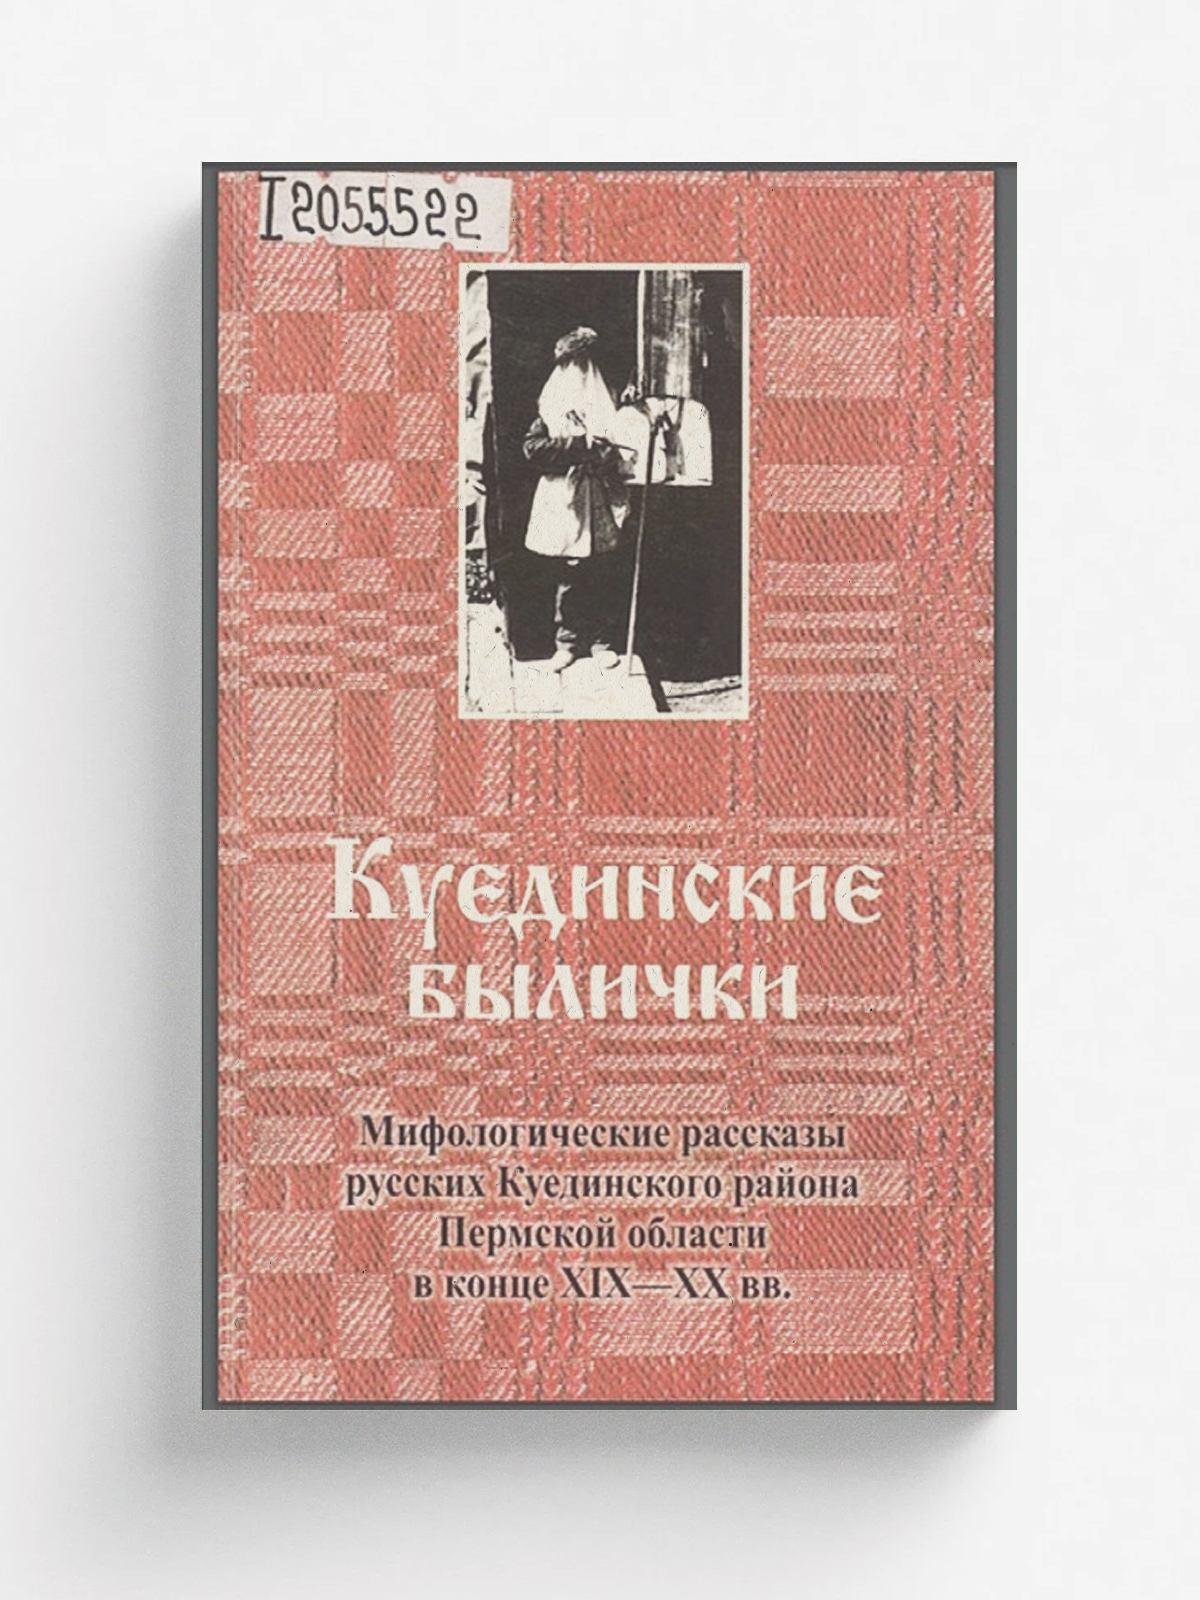 I2055522
Куединские
былички
Мифологические рассказы
русских Куединского района
Пермской области
в конце XIX—XX вв.